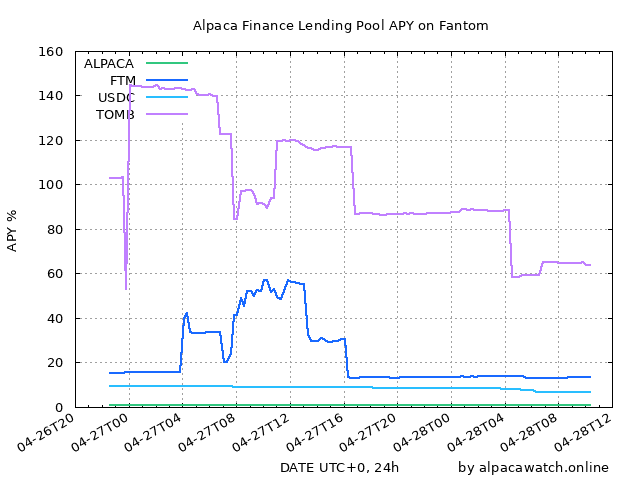 Alpaca Finance Lending Pool APY on Fantom
160
140
120
100
80
60
40
20
0
APY %
ALPACA
FTM
USDC
TOMB
04-26T20
04-27T00
04-27T04
04-27T08
04-27T12
04-27T16
04-27T20
04-28T00
04-28T04
04-28T08
04-28T12
DATE UTC+0, 24h
by alpacawatch.online